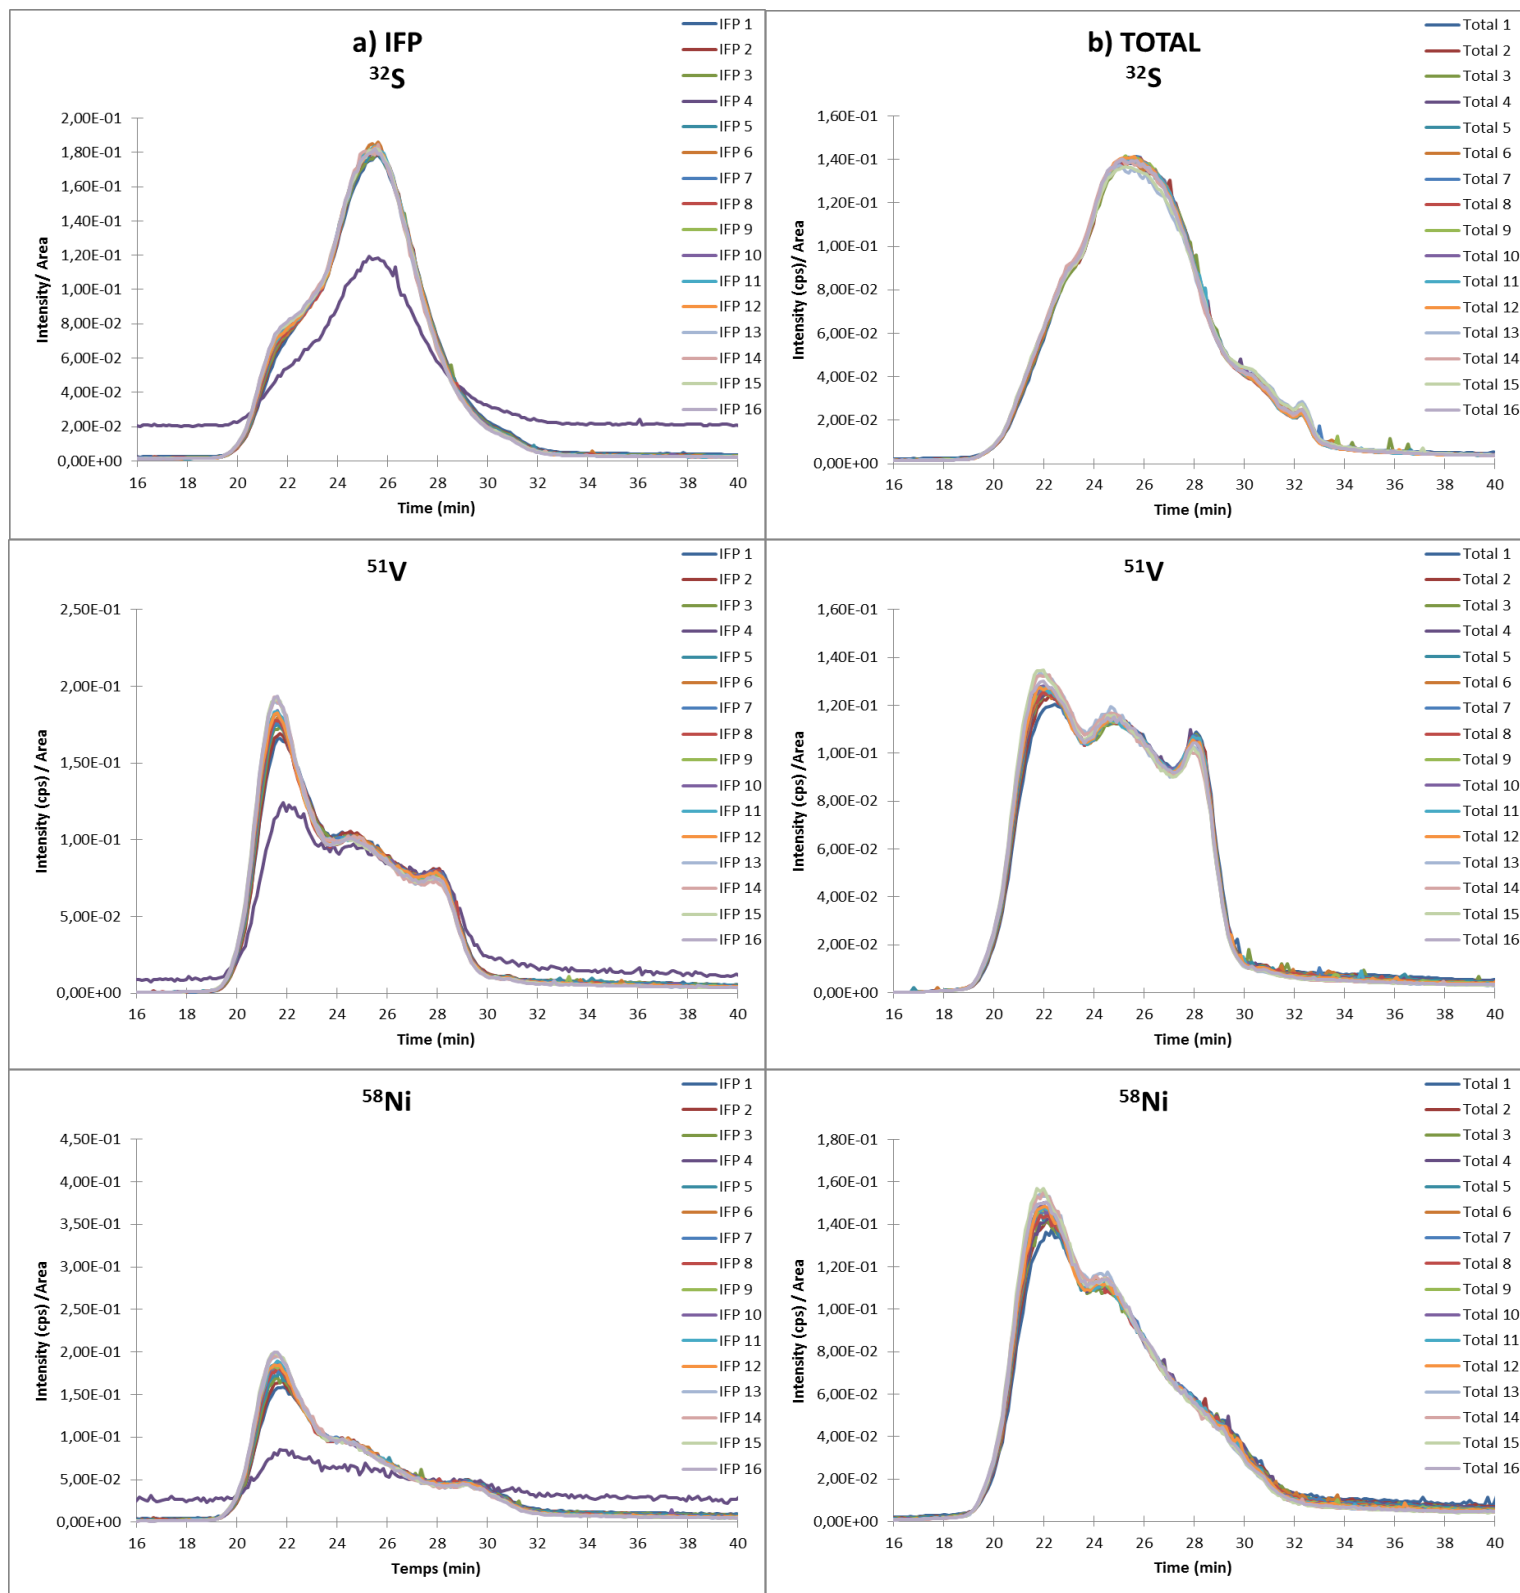 a) IFP
³²S
Intensity/ Area
2,00E-01
1,80E-01
1,60E-01
1,40E-01
1,20E-01
1,00E-01
8,00E-02
6,00E-02
4,00E-02
2,00E-02
0,00E+00
16 18 20 22 24 26 28 30 32 34 36 38 40
Time (min)
IFP 1
IFP 2
IFP 3
IFP 4
IFP 5
IFP 6
IFP 7
IFP 8
IFP 9
IFP 10
IFP 11
IFP 12
IFP 13
IFP 14
IFP 15
IFP 16
b) TOTAL
³²S
Intensity (cps)/ Area
1,60E-01
1,40E-01
1,20E-01
1,00E-01
8,00E-02
6,00E-02
4,00E-02
2,00E-02
0,00E+00
16 18 20 22 24 26 28 30 32 34 36 38 40
Time (min)
Total 1
Total 2
Total 3
Total 4
Total 5
Total 6
Total 7
Total 8
Total 9
Total 10
Total 11
Total 12
Total 13
Total 14
Total 15
Total 16
⁵¹V
Intensity (cps) / Area
2,50E-01
2,00E-01
1,50E-01
1,00E-01
5,00E-02
0,00E+00
16 18 20 22 24 26 28 30 32 34 36 38 40
Time (min)
IFP 1
IFP 2
IFP 3
IFP 4
IFP 5
IFP 6
IFP 7
IFP 8
IFP 9
IFP 10
IFP 11
IFP 12
IFP 13
IFP 14
IFP 15
IFP 16
⁵¹V
Intensity (cps) / Area
1,60E-01
1,40E-01
1,20E-01
1,00E-01
8,00E-02
6,00E-02
4,00E-02
2,00E-02
0,00E+00
16 18 20 22 24 26 28 30 32 34 36 38 40
Time (min)
Total 1
Total 2
Total 3
Total 4
Total 5
Total 6
Total 7
Total 8
Total 9
Total 10
Total 11
Total 12
Total 13
Total 14
Total 15
Total 16
⁵⁸Ni
Intensity (cps) / Area
4,50E-01
4,00E-01
3,50E-01
3,00E-01
2,50E-01
2,00E-01
1,50E-01
1,00E-01
5,00E-02
0,00E+00
16 18 20 22 24 26 28 30 32 34 36 38 40
Temps (min)
IFP 1
IFP 2
IFP 3
IFP 4
IFP 5
IFP 6
IFP 7
IFP 8
IFP 9
IFP 10
IFP 11
IFP 12
IFP 13
IFP 14
IFP 15
IFP 16
⁵⁸Ni
Intensity (cps) / Area
1,80E-01
1,60E-01
1,40E-01
1,20E-01
1,00E-01
8,00E-02
6,00E-02
4,00E-02
2,00E-02
0,00E+00
16 18 20 22 24 26 28 30 32 34 36 38 40
Time (min)
Total 1
Total 2
Total 3
Total 4
Total 5
Total 6
Total 7
Total 8
Total 9
Total 10
Total 11
Total 12
Total 13
Total 14
Total 15
Total 16